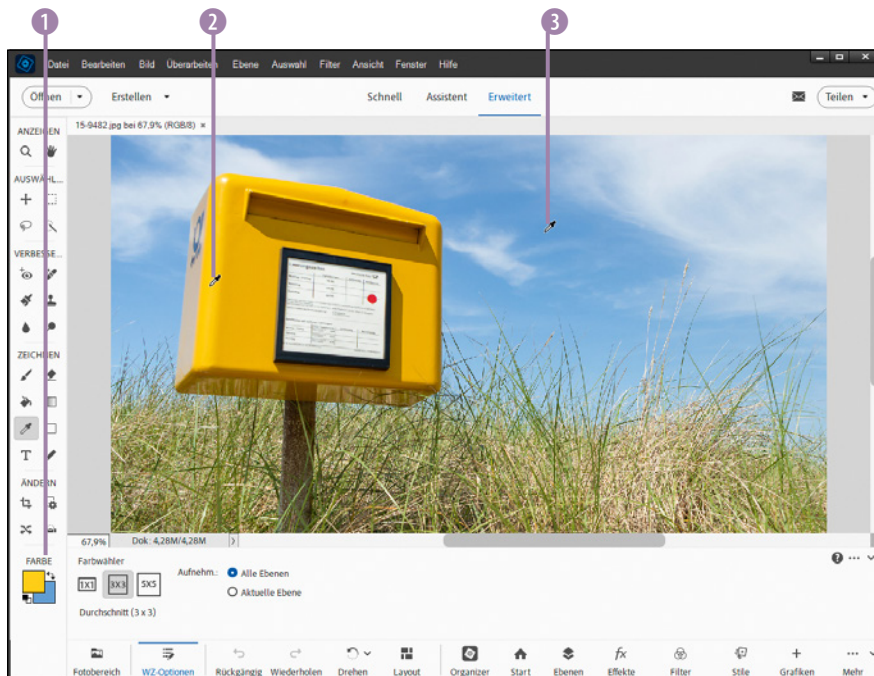 1 2 3
Datei Bearbeiten Bild Überarbeiten Ebene Auswahl Filter Ansicht Fenster Hilfe
Öffnen Erstellen Schnell Assistent Erweitert Teilen
ANZEIGEN 15-9482.jpg bei 67,9% (RGB/8) ×
AUSWÄHL...
VERBESSE...
ZEICHNEN
T
ÄNDERN
67,9% Dok: 4,28M/4,28M
FARBE Farbwähler
1X1 3X3 5X5 Aufnehm.: Alle Ebenen
Aktuelle Ebene
Durchschnitt (3 x 3)
fx
Fotobereich WZ-Optionen Rückgängig Wiederholen Drehen Layout Organizer Start Ebenen Effekte Filter Stile Grafiken Mehr